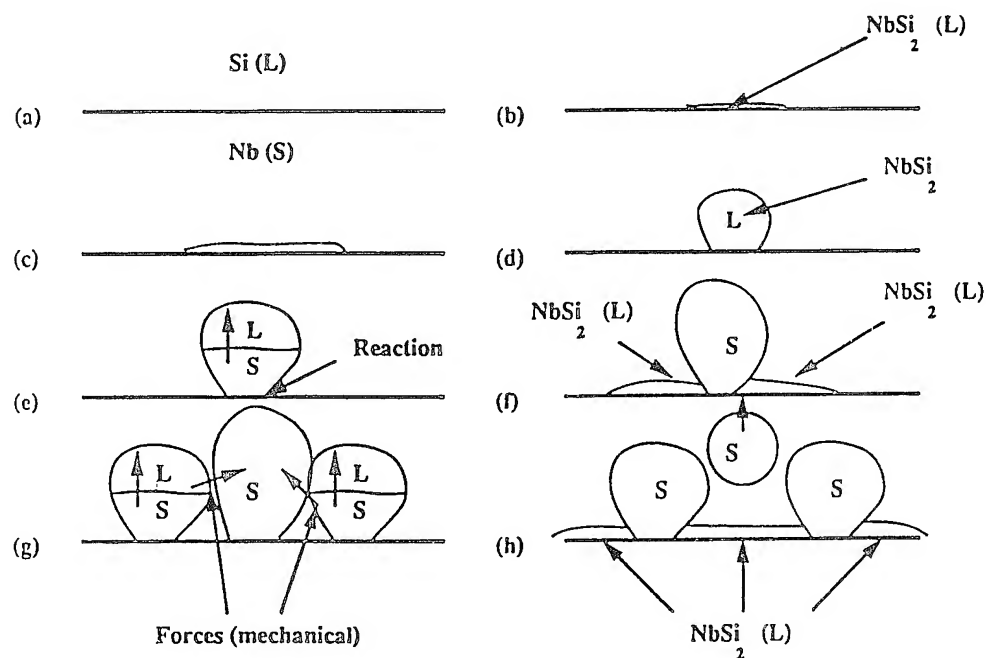 Si (L)
(a)
Nb (S)
NbSi2 (L)
(b)
(c)
NbSi2
L
(d)
L
S
Reaction
(e)
NbSi2 (L)
NbSi2 (L)
S
(f)
L
S
S
L
S
(g)
Forces (mechanical)
S
S
S
(h)
NbSi2 (L)